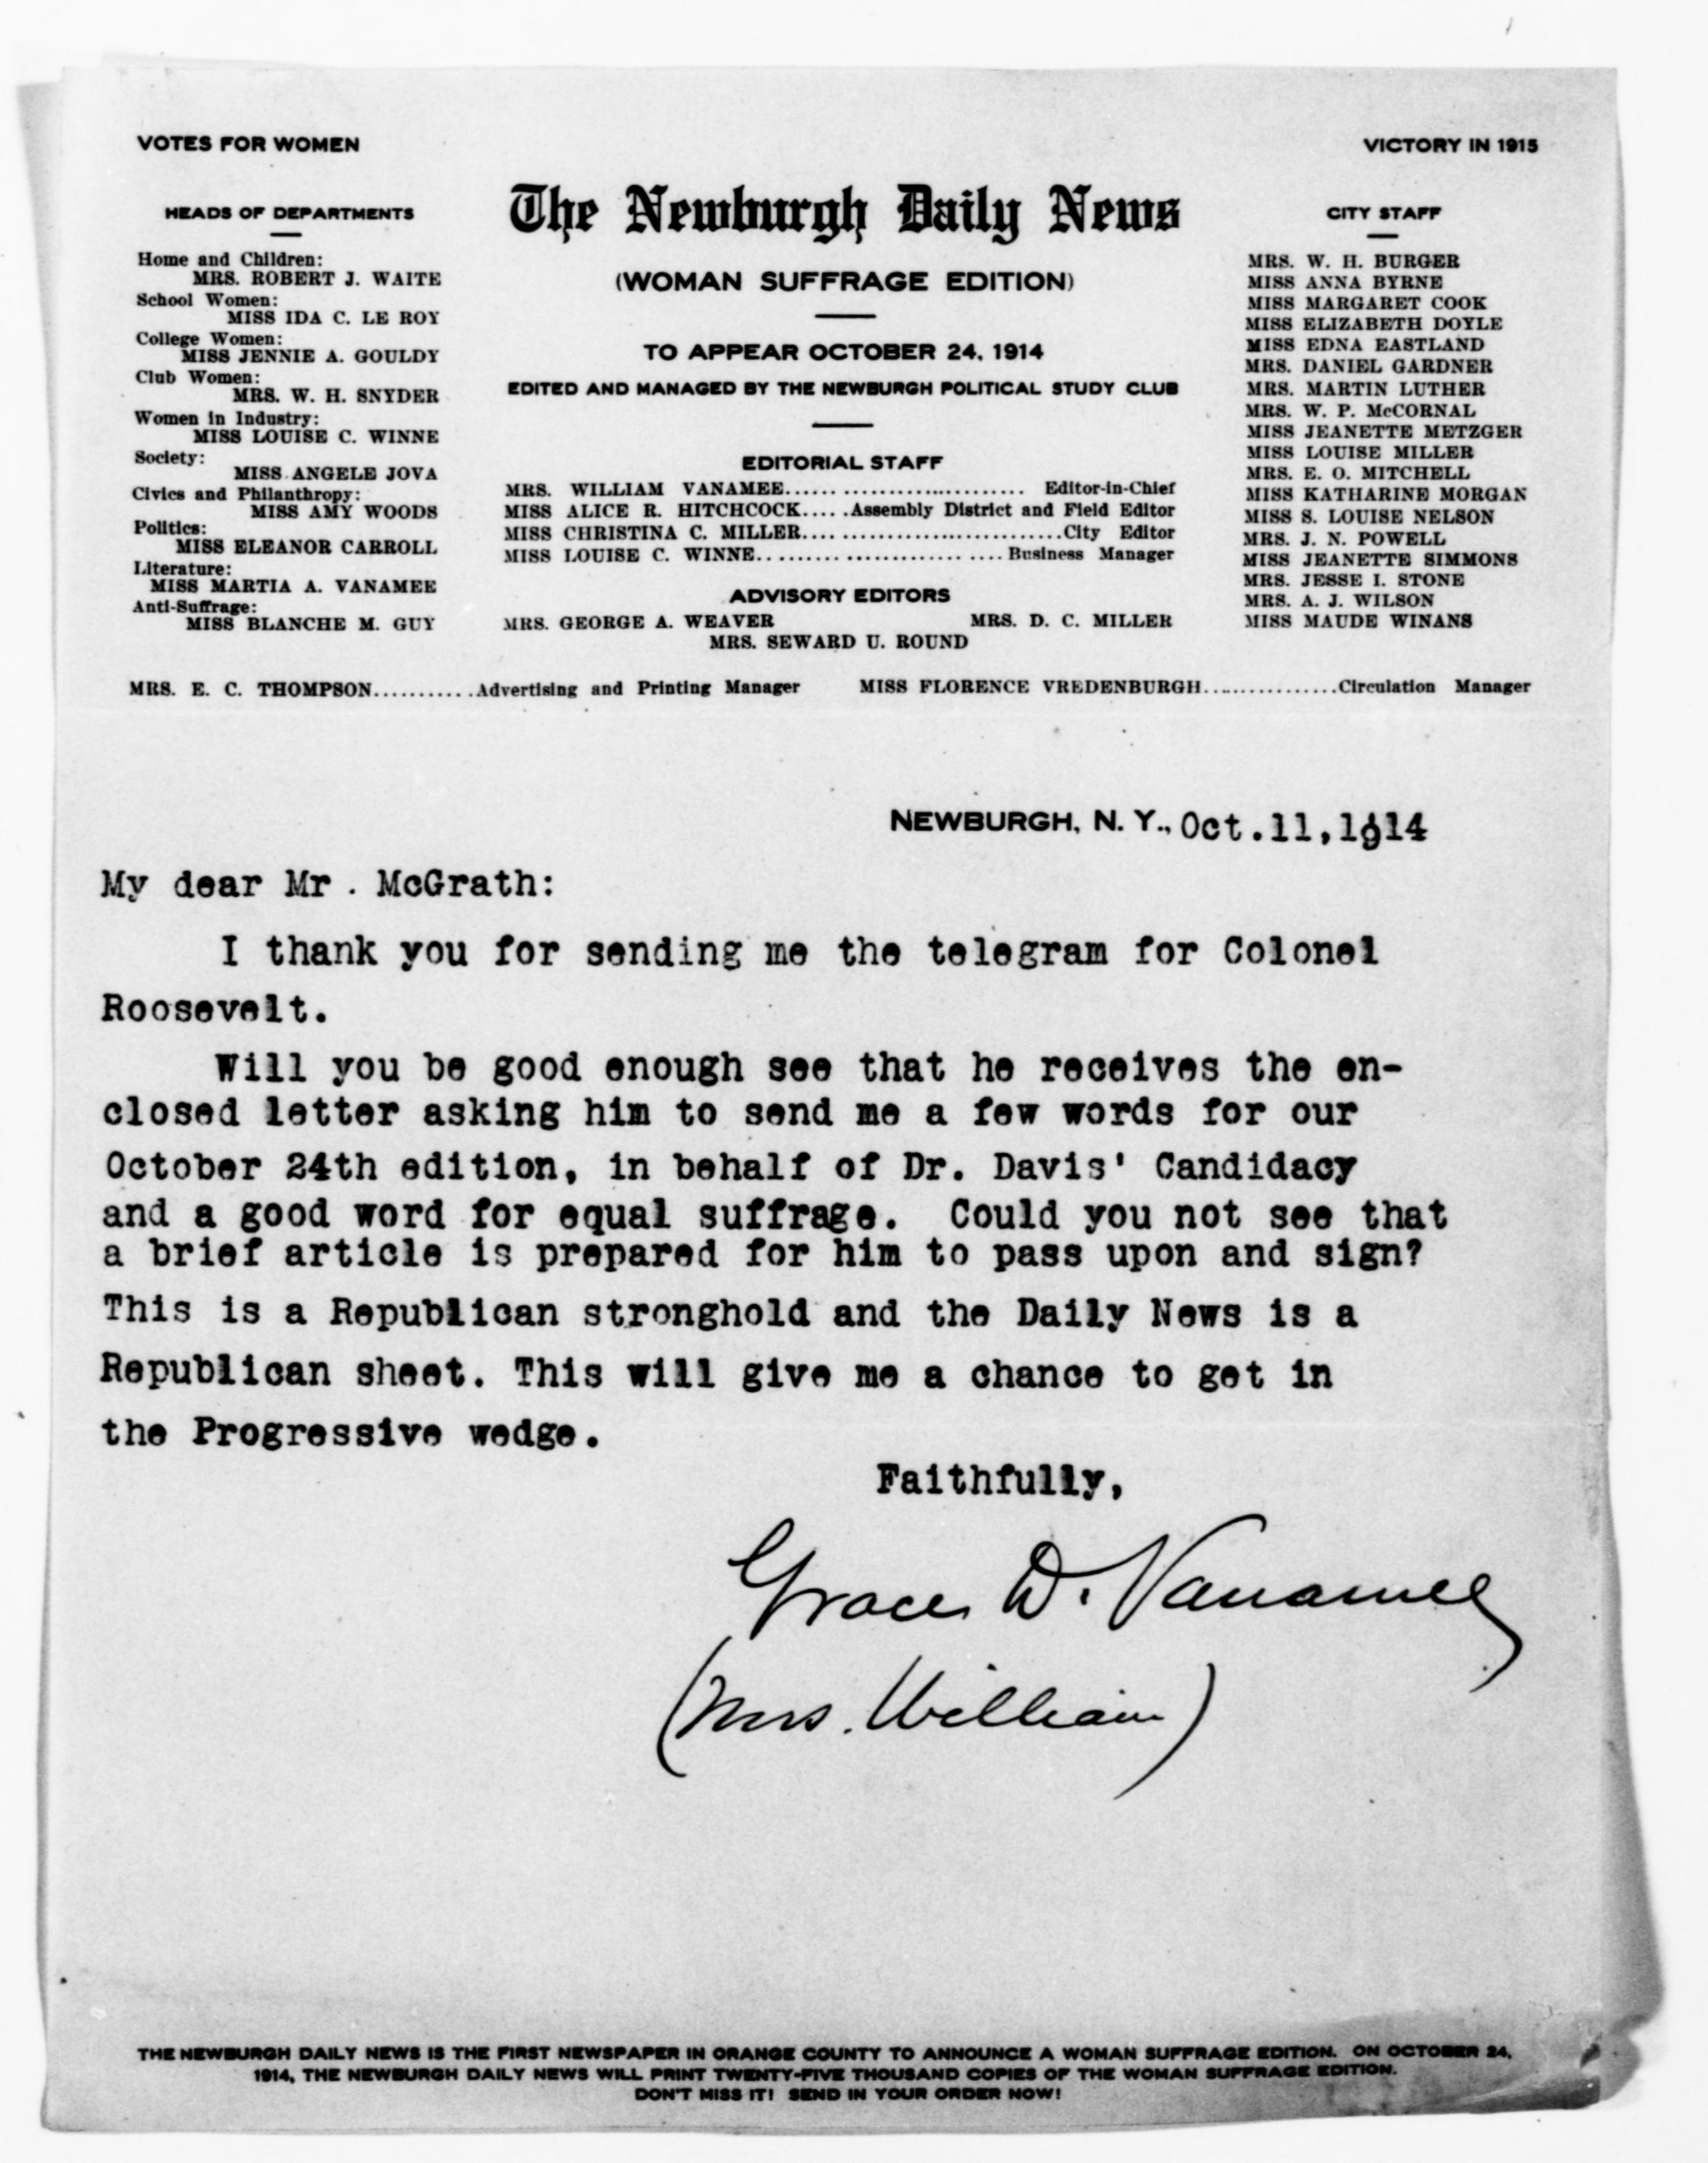 VOTES FOR WOMEN
VICTORY IN 1915
The Newburgh Daily News
(WOMAN SUFFRAGE EDITION)
TO APPEAR OCTOBER 24, 1914
EDITED AND MANAGED BY THE NEWBURGH POLITICAL STUDY CLUB
HEADS OF DEPARTMENTS
Home and Children:
MRS. ROBERT J. WAITE
School Women:
MISS IDA C. LE ROY
College Women:
MISS JENNIE A. GOULDY
Club Women:
MRS. W. H. SNYDER
Women in Industry:
MISS LOUISE C. WINNE
Society:
MISS ANGELE JOVA
Civics and Philanthropy:
MISS AMY WOODS
Politics:
MISS ELEANOR CARROLL
Literature:
MISS MARTIA A. VANAMEE
Anti-Suffrage:
MISS BLANCHE M. GUY
EDITORIAL STAFF
MRS. WILLIAM VANAMEE.................................. Editor-in-Chief
MISS ALICE R. HITCHCOCK.....Assembly District and Field Editor
MISS CHRISTINA C. MILLER................................City Editor
MISS LOUISE C. WINNE................................Business Manager
ADVISORY EDITORS
MRS. GEORGE A. WEAVER MRS. D. C. MILLER
MRS. SEWARD U. ROUND
CITY STAFF
MRS. W. H. BURGER
MISS ANNA BYRNE
MISS MARGARET COOK
MISS ELIZABETH DOYLE
MISS EDNA EASTLAND
MRS. DANIEL GARDNER
MRS. MARTIN LUTHER
MRS. W. P. McCORNAL
MISS JEANETTE METZGER
MISS LOUISE MILLER
MRS. E. O. MITCHELL
MISS KATHARINE MORGAN
MISS S. LOUISE NELSON
MRS. J. N. POWELL
MISS JEANETTE SIMMONS
MRS. JESSE I. STONE
MRS. A. J. WILSON
MISS MAUDE WINANS
MRS. E. C. THOMPSON...........Advertising and Printing Manager MISS FLORENCE VREDENBURGH...............Circulation Manager
NEWBURGH, N. Y., Oct.11,1914
My dear Mr . McGrath:
I thank you for sending me the telegram for Colonel
Roosevelt.
Will you be good enough see that he receives the en-
closed letter asking him to send me a few words for our
October 24th edition, in behalf of Dr. Davis' Candidacy
and a good word for equal suffrage. Could you not see that
a brief article is prepared for him to pass upon and sign?
This is a Republican stronghold and the Daily News is a
Republican sheet. This will give me a chance to get in
the Progressive wedge.
Faithfully,
Grace D. Vanamee
(Mrs. William)
THE NEWBURGH DAILY NEWS IS THE FIRST NEWSPAPER IN ORANGE COUNTY TO ANNOUNCE A WOMAN SUFFRAGE EDITION. ON OCTOBER 24,
1914, THE NEWBURGH DAILY NEWS WILL PRINT TWENTY-FIVE THOUSAND COPIES OF THE WOMAN SUFFRAGE EDITION.
DON'T MISS IT! SEND IN YOUR ORDER NOW!